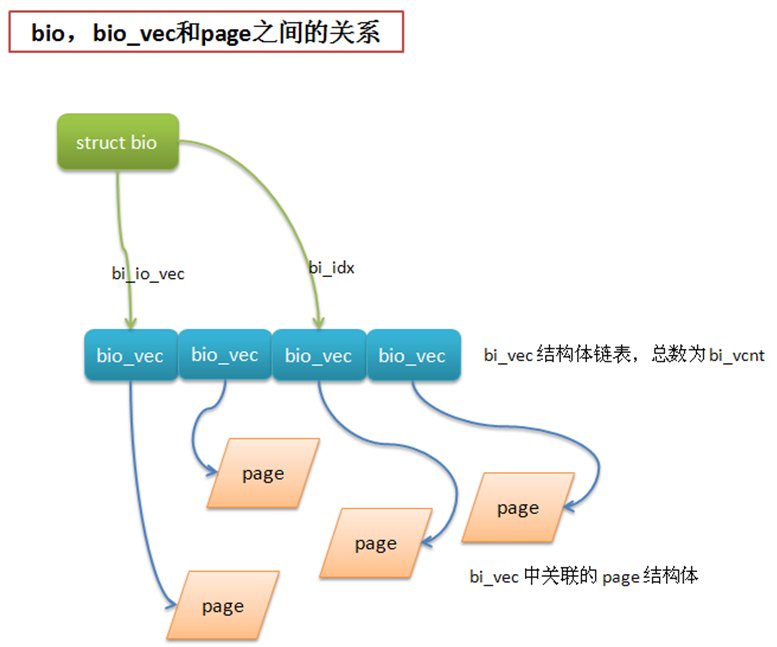 bio，bio_vec和page之间的关系
struct bio
bi_io_vec
bi_idx
bio_vec
bio_vec
bio_vec
bio_vec
bi_vec 结构体链表，总数为 bi_vcnt
page
page
page
page
bi_vec 中关联的 page 结构体